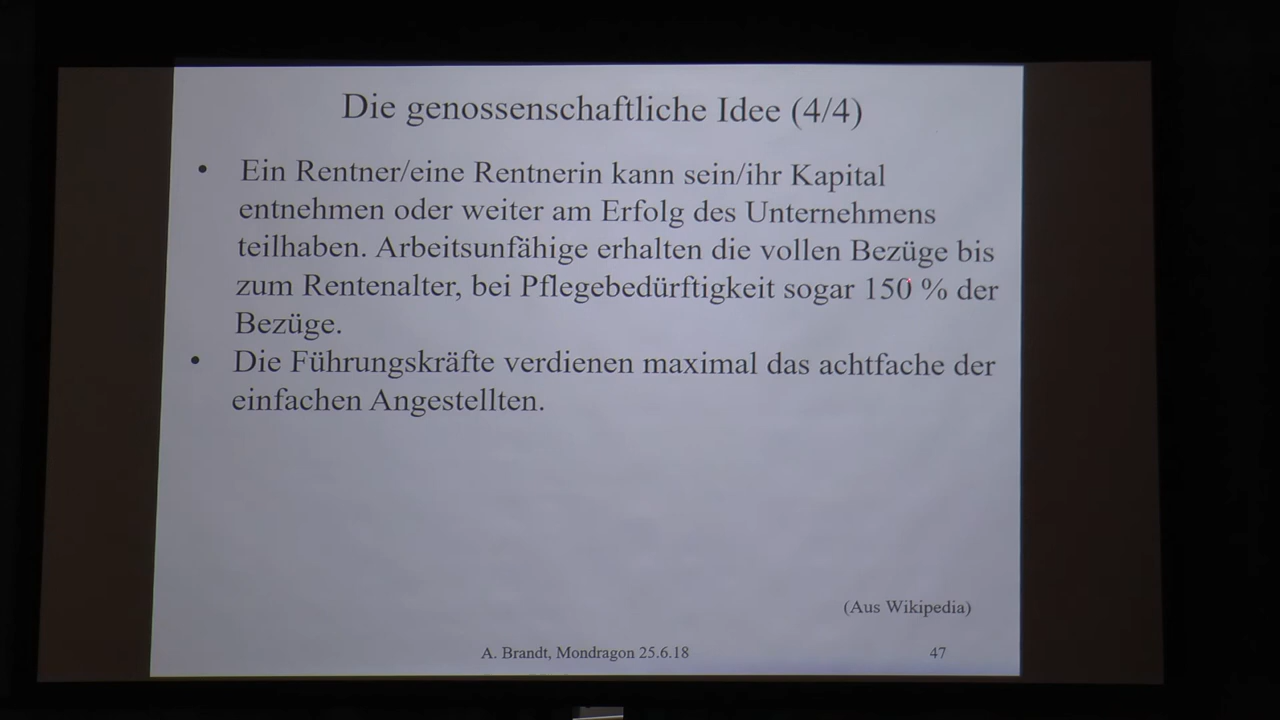 Die genossenschaftliche Idee (4/4)
• Ein Rentner/eine Rentnerin kann sein/ihr Kapital
entnehmen oder weiter am Erfolg des Unternehmens
teilhaben. Arbeitsunfähige erhalten die vollen Bezüge bis
zum Rentenalter, bei Pflegebedürftigkeit sogar 150 % der
Bezüge.
• Die Führungskräfte verdienen maximal das achtfache der
einfachen Angestellten.
(Aus Wikipedia)
A. Brandt, Mondragon 25.6.18 47